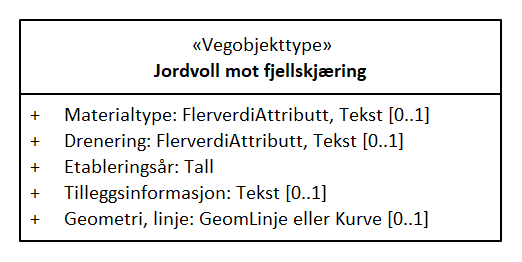 «Vegobjekttype»
Jordvoll mot fjellskjæring
+ Materialtype: FlerverdiAttributt, Tekst [0..1]
+ Drenering: FlerverdiAttributt, Tekst [0..1]
+ Etableringsår: Tall
+ Tilleggsinformasjon: Tekst [0..1]
+ Geometri, linje: GeomLinje eller Kurve [0..1]